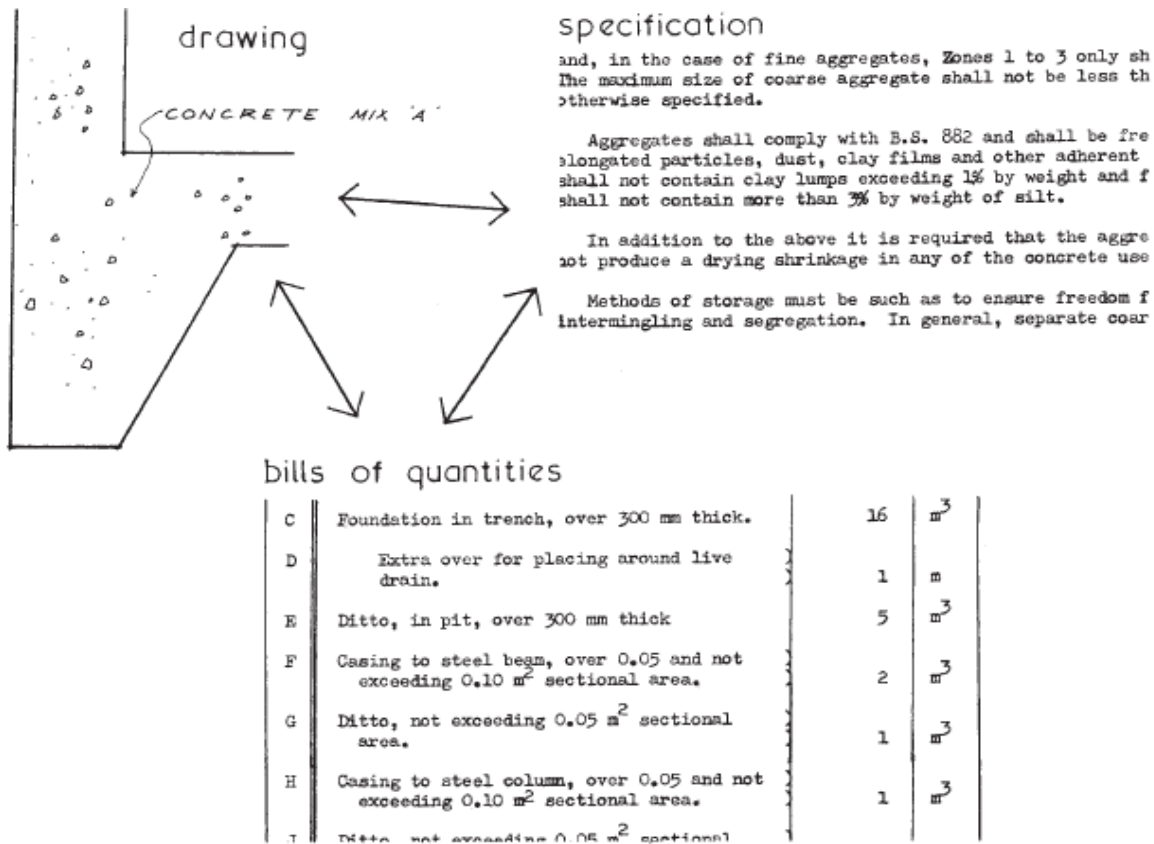 drawing
CONCRETE MIX 'A'
specification
and, in the case of fine aggregates, Zones 1 to 3 only sh
The maximum size of coarse aggregate shall not be less th
otherwise specified.
Aggregates shall comply with B.S. 882 and shall be fre
elongated particles, dust, clay films and other adherent
shall not contain clay lumps exceeding 1% by weight and f
shall not contain more than 3% by weight of silt.
In addition to the above it is required that the aggre
not produce a drying shrinkage in any of the concrete use
Methods of storage must be such as to ensure freedom f
intermingling and segregation. In general, separate coar
bills of quantities
C Foundation in trench, over 300 mm thick. 16 m³
D Extra over for placing around live
drain. 1 m
E Ditto, in pit, over 300 mm thick 5 m³
F Casing to steel beam, over 0.05 and not
exceeding 0.10 m² sectional area. 2 m³
G Ditto, not exceeding 0.05 m² sectional
area. 1 m³
H Casing to steel column, over 0.05 and not
exceeding 0.10 m² sectional area. 1 m³
Ditto, not exceeding 0.05 m² sectional